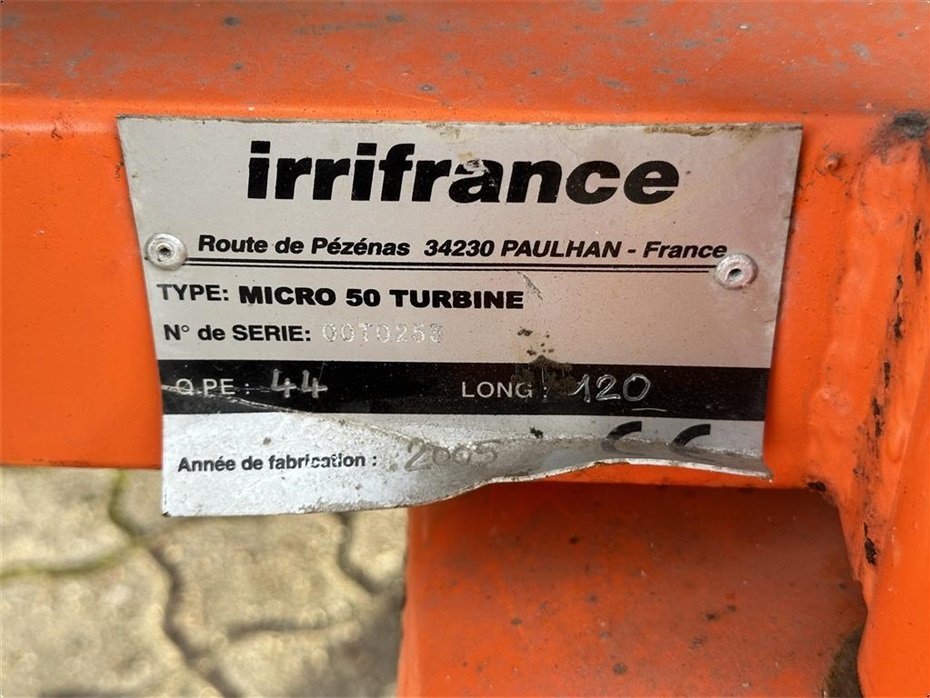 irrifrance
Route de Pézénas 34230 PAULHAN - France
TYPE: MICRO 50 TURBINE
N° de SERIE: 00T0253
Ø PE : 44 LONG : 120
Année de fabrication : 2005 CE